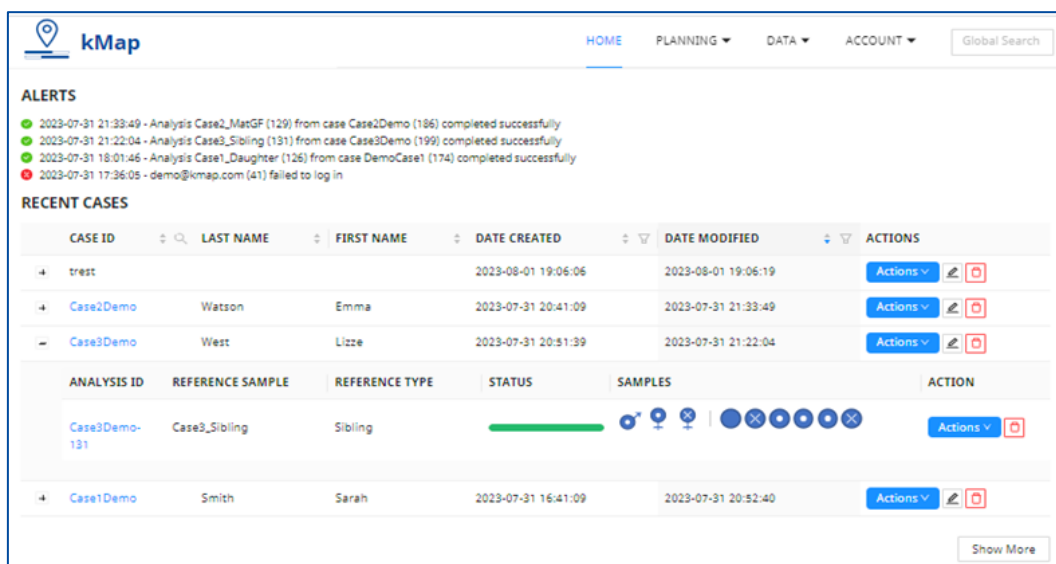 kMap
HOME PLANNING DATA ACCOUNT Global Search
ALERTS
2023-07-31 21:33:49 - Analysis Case2_MatGF (129) from case Case2Demo (186) completed successfully
2023-07-31 21:22:04 - Analysis Case3_Sibling (131) from case Case3Demo (199) completed successfully
2023-07-31 18:01:46 - Analysis Case1_Daughter (126) from case DemoCase1 (174) completed successfully
2023-07-31 17:36:05 - demo@kmap.com (41) failed to log in
RECENT CASES
CASE ID LAST NAME FIRST NAME DATE CREATED DATE MODIFIED ACTIONS
+ trest 2023-08-01 19:06:06 2023-08-01 19:06:19 Actions
+ Case2Demo Watson Emma 2023-07-31 20:41:09 2023-07-31 21:33:49 Actions
- Case3Demo West Lizze 2023-07-31 20:51:39 2023-07-31 21:22:04 Actions
ANALYSIS ID REFERENCE SAMPLE REFERENCE TYPE STATUS SAMPLES ACTION
Case3Demo- Case3_Sibling Sibling Actions
131
+ Case1Demo Smith Sarah 2023-07-31 16:41:09 2023-07-31 20:52:40 Actions
Show More